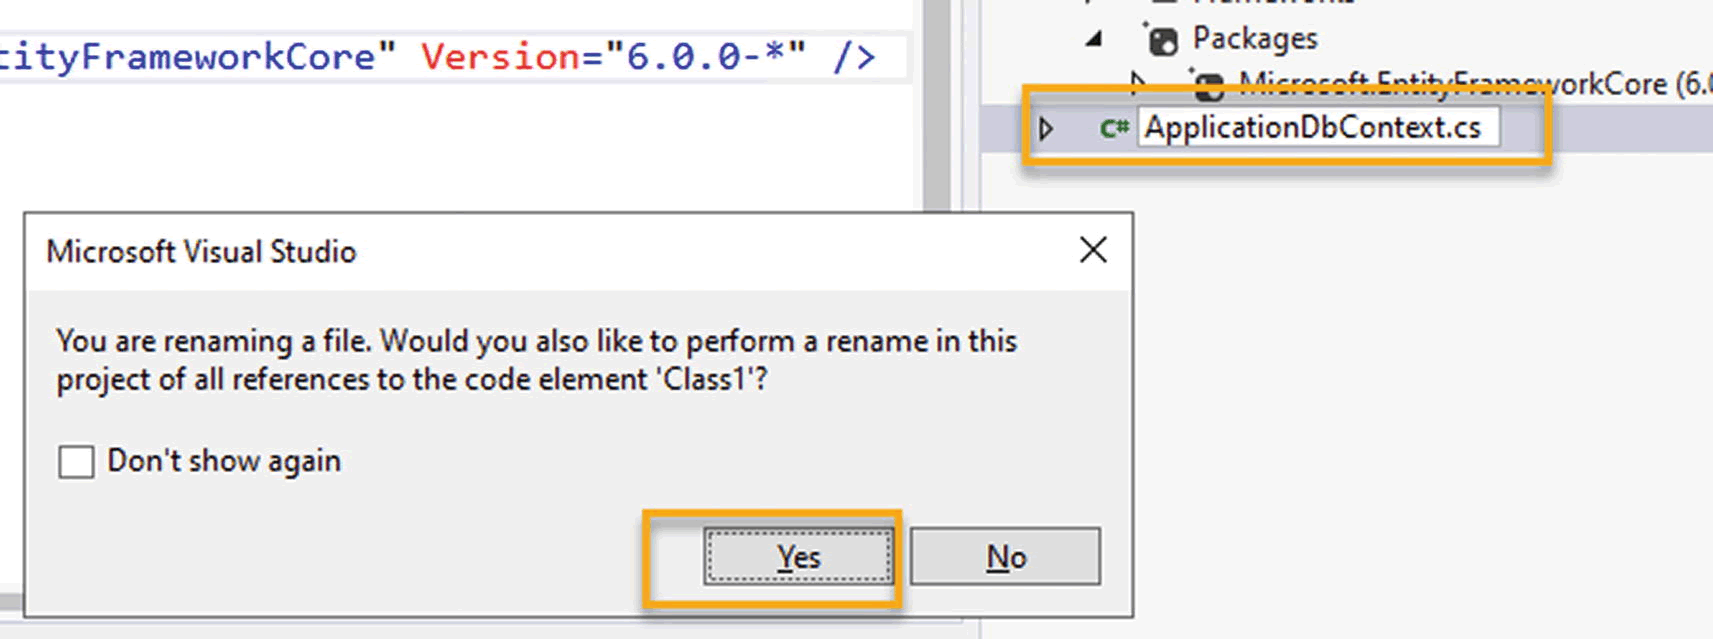 tityFrameworkCore" Version="6.0.0-*" />
Packages
Microsoft.EntityFrameworkCore (6.0
C# ApplicationDbContext.cs
Microsoft Visual Studio
You are renaming a file. Would you also like to perform a rename in this
project of all references to the code element 'Class1'?
Don't show again
Yes No